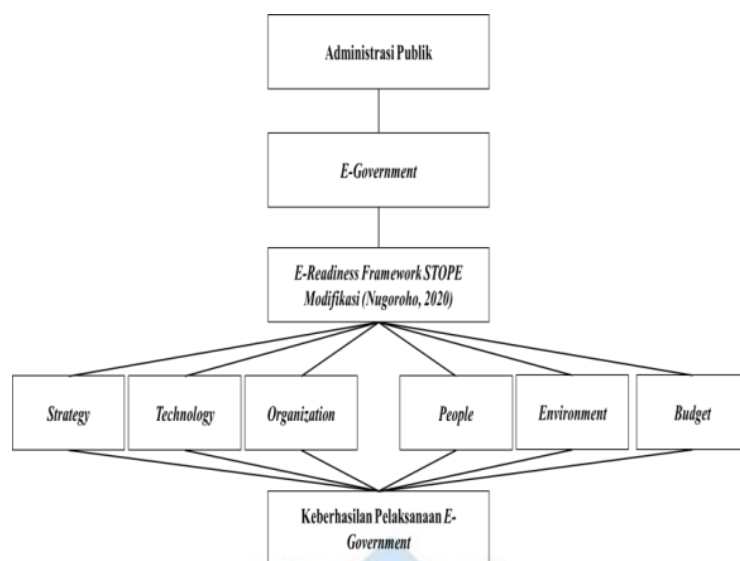 Administrasi Publik
E-Government
E-Readiness Framework STOPE
Modifikasi (Nugoroho, 2020)
Strategy
Technology
Organization
People
Environment
Budget
Keberhasilan Pelaksanaan E-
Government